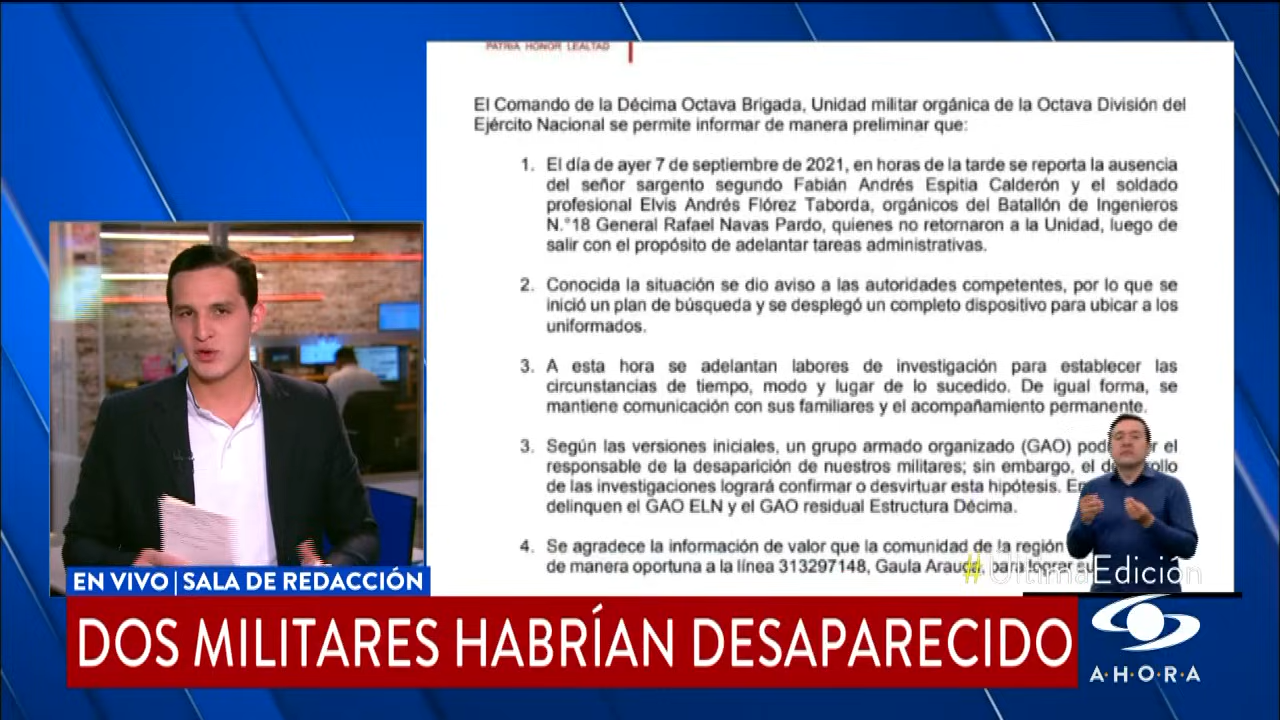 PATRIA HONOR LEALTAD
El Comando de la Décima Octava Brigada, Unidad militar orgánica de la Octava División del
Ejército Nacional se permite informar de manera preliminar que:
1. El día de ayer 7 de septiembre de 2021, en horas de la tarde se reporta la ausencia
del señor sargento segundo Fabián Andrés Espitia Calderón y el soldado
profesional Elvis Andrés Flórez Taborda, orgánicos del Batallón de Ingenieros
N.°18 General Rafael Navas Pardo, quienes no retornaron a la Unidad, luego de
salir con el propósito de adelantar tareas administrativas.
2. Conocida la situación se dio aviso a las autoridades competentes, por lo que se
inició un plan de búsqueda y se desplegó un completo dispositivo para ubicar a los
uniformados.
3. A esta hora se adelantan labores de investigación para establecer las
circunstancias de tiempo, modo y lugar de lo sucedido. De igual forma, se
mantiene comunicación con sus familiares y el acompañamiento permanente.
3. Según las versiones iniciales, un grupo armado organizado (GAO) el
responsable de la desaparición de nuestros militares; sin embargo, el
de las investigaciones logrará confirmar o desvirtuar esta hipótesis.
delinquen el GAO ELN y el GAO residual Estructura Décima.
4. Se agradece la información de valor que la comunidad de la región
de manera oportuna a la línea 313297148, Gaula Arauca, para lograr su
#ÚltimaEdición
EN VIVO | SALA DE REDACCIÓN
DOS MILITARES HABRÍAN DESAPARECIDO
AHORA